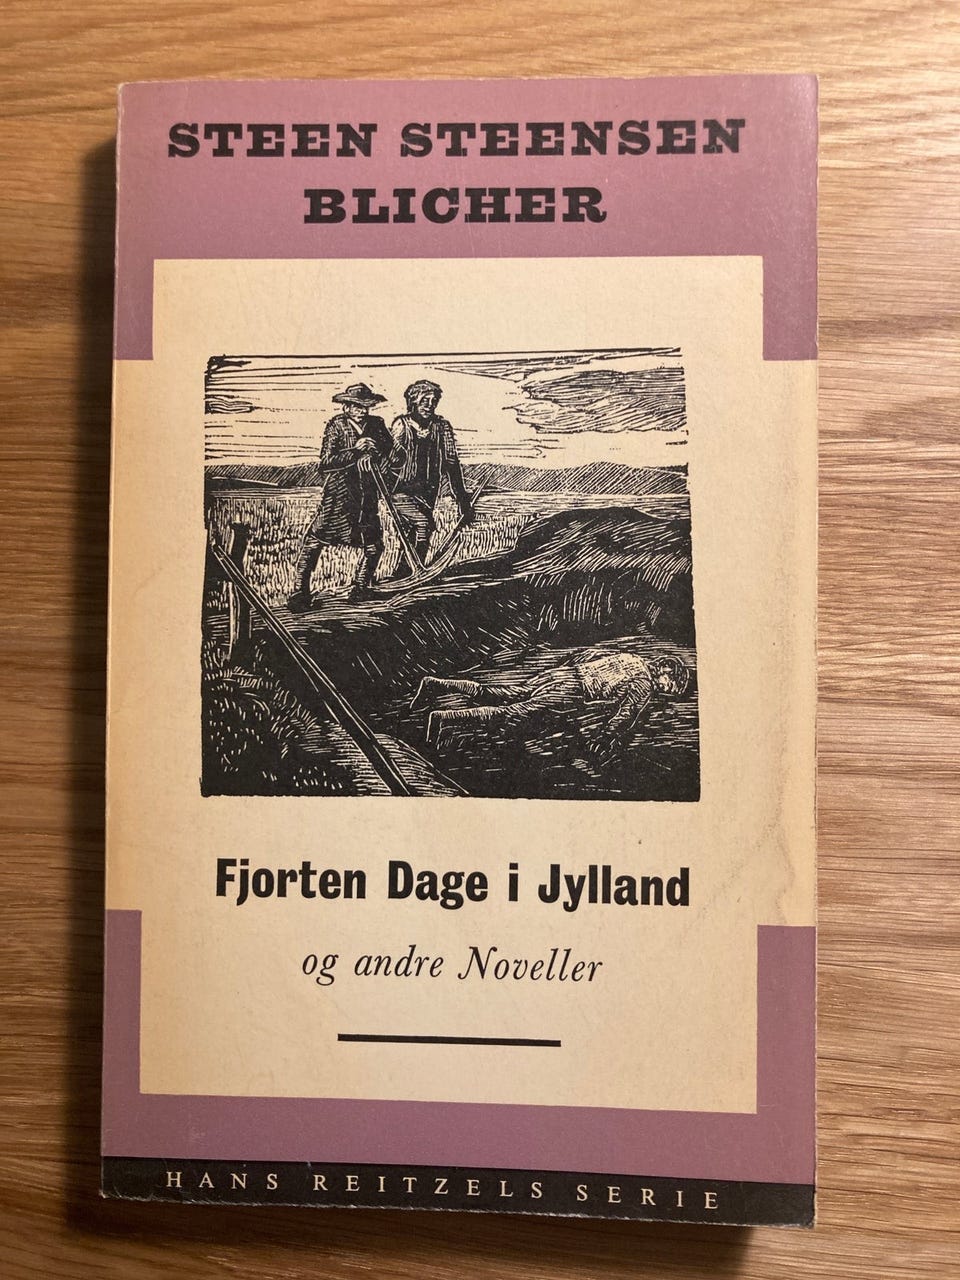 STEEN STEENSEN
BLICHER
Fjorten Dage i Jylland
og andre Noveller
HANS REITZELS SERIE